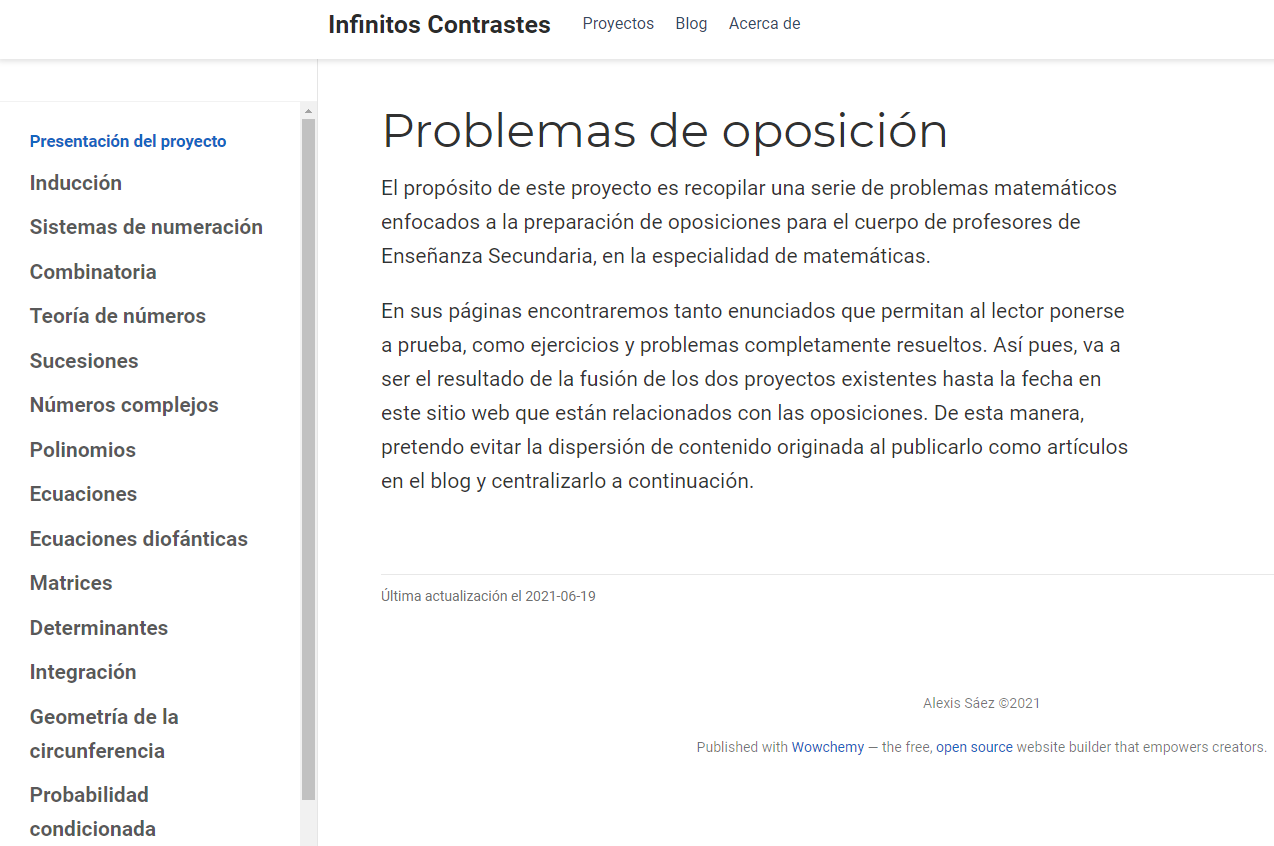 Infinitos Contrastes Proyectos Blog Acerca de
Presentación del proyecto
Inducción
Sistemas de numeración
Combinatoria
Teoría de números
Sucesiones
Números complejos
Polinomios
Ecuaciones
Ecuaciones diofánticas
Matrices
Determinantes
Integración
Geometría de la
circunferencia
Probabilidad
condicionada
Problemas de oposición
El propósito de este proyecto es recopilar una serie de problemas matemáticos
enfocados a la preparación de oposiciones para el cuerpo de profesores de
Enseñanza Secundaria, en la especialidad de matemáticas.
En sus páginas encontraremos tanto enunciados que permitan al lector ponerse
a prueba, como ejercicios y problemas completamente resueltos. Así pues, va a
ser el resultado de la fusión de los dos proyectos existentes hasta la fecha en
este sitio web que están relacionados con las oposiciones. De esta manera,
pretendo evitar la dispersión de contenido originada al publicarlo como artículos
en el blog y centralizarlo a continuación.
Última actualización el 2021-06-19
Alexis Sáez ©2021
Published with Wowchemy — the free, open source website builder that empowers creators.